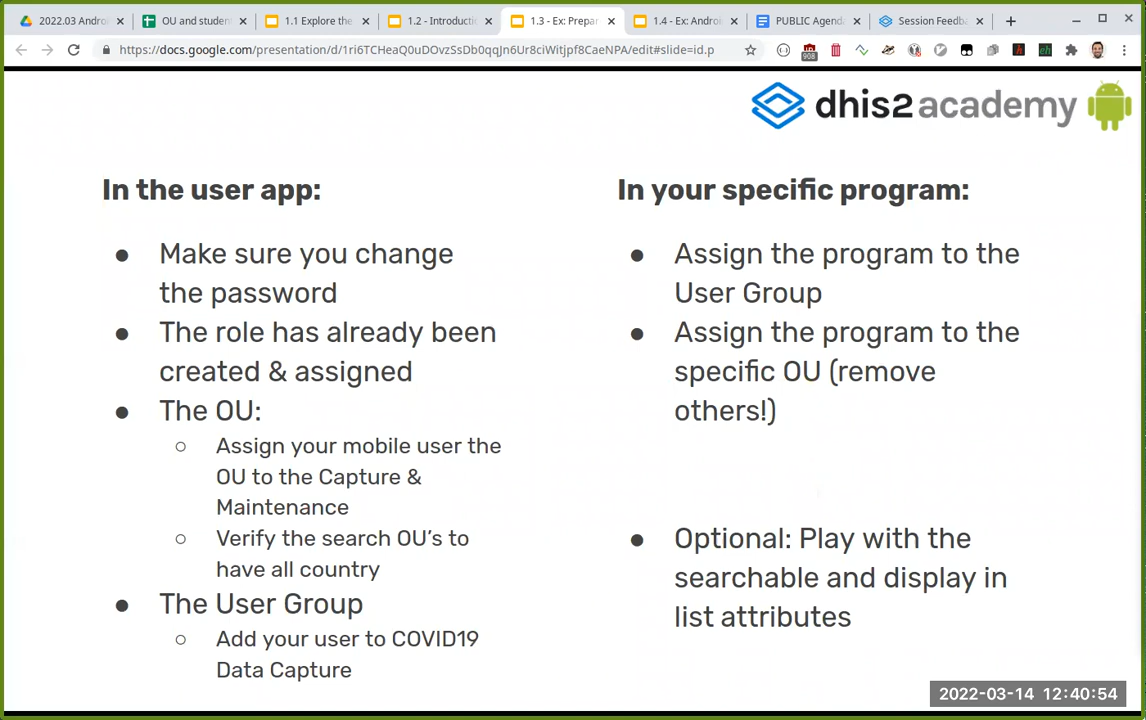 2022.03 Androi
OU and studen
1.1 Explore the
1.2 - Introducti
1.3 - Ex: Prepar
1.4 - Ex: Androi
PUBLIC Agenda
Session Feedba
https://docs.google.com/presentation/d/1ri6TCHeaQ0uDOvzSsDb0qqJn6Ur8ciWitjpf8CaeNPA/edit#slide=id.p
908
dhis2 academy
In the user app:
● Make sure you change
the password
● The role has already been
created & assigned
● The OU:
○ Assign your mobile user the
OU to the Capture &
Maintenance
○ Verify the search OU’s to
have all country
● The User Group
○ Add your user to COVID19
Data Capture
In your specific program:
● Assign the program to the
User Group
● Assign the program to the
specific OU (remove
others!)
● Optional: Play with the
searchable and display in
list attributes
2022-03-14 12:40:54